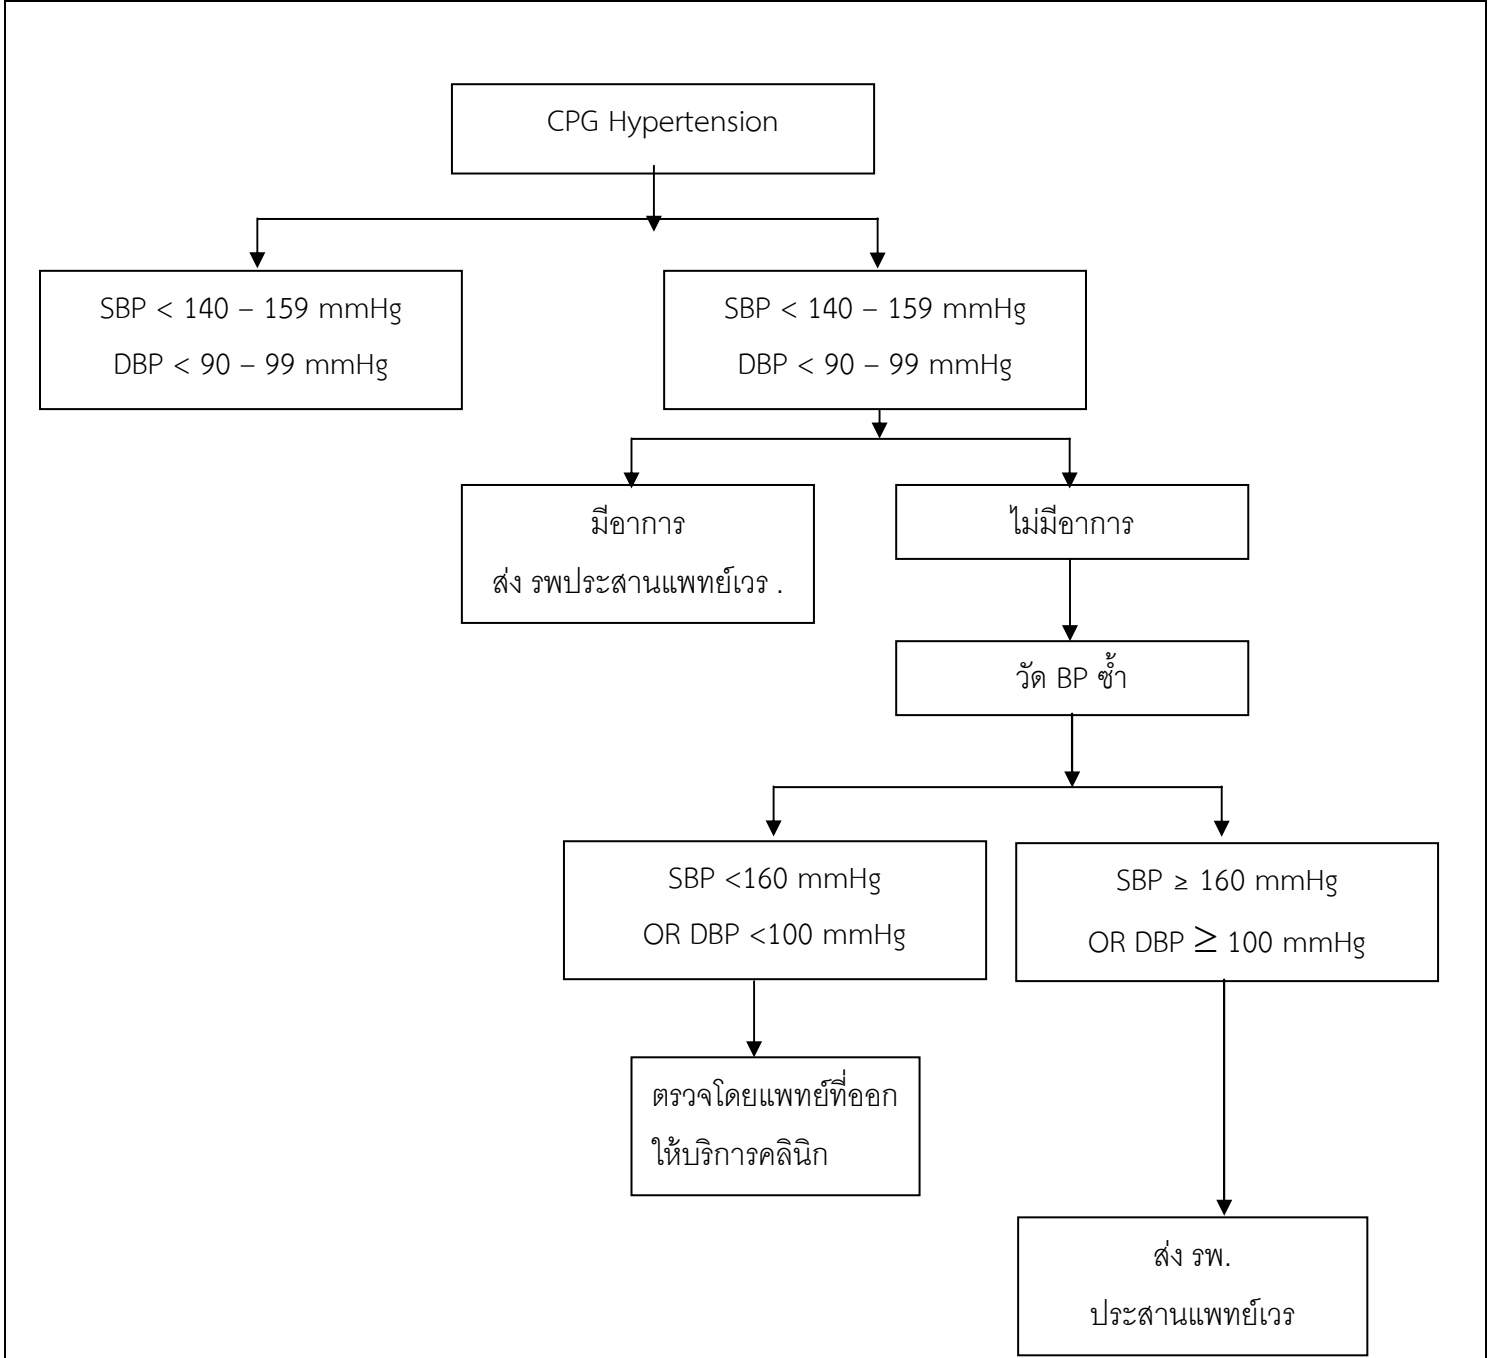 CPG Hypertension
SBP < 140 – 159 mmHg
DBP < 90 – 99 mmHg
SBP < 140 – 159 mmHg
DBP < 90 – 99 mmHg
มีอาการ
ส่ง รพประสานแพทย์เวร .
ไม่มีอาการ
วัด BP ซ้ำ
SBP <160 mmHg
OR DBP <100 mmHg
SBP ≥ 160 mmHg
OR DBP ≥ 100 mmHg
ตรวจโดยแพทย์ที่ออก
ให้บริการคลินิก
ส่ง รพ.
ประสานแพทย์เวร